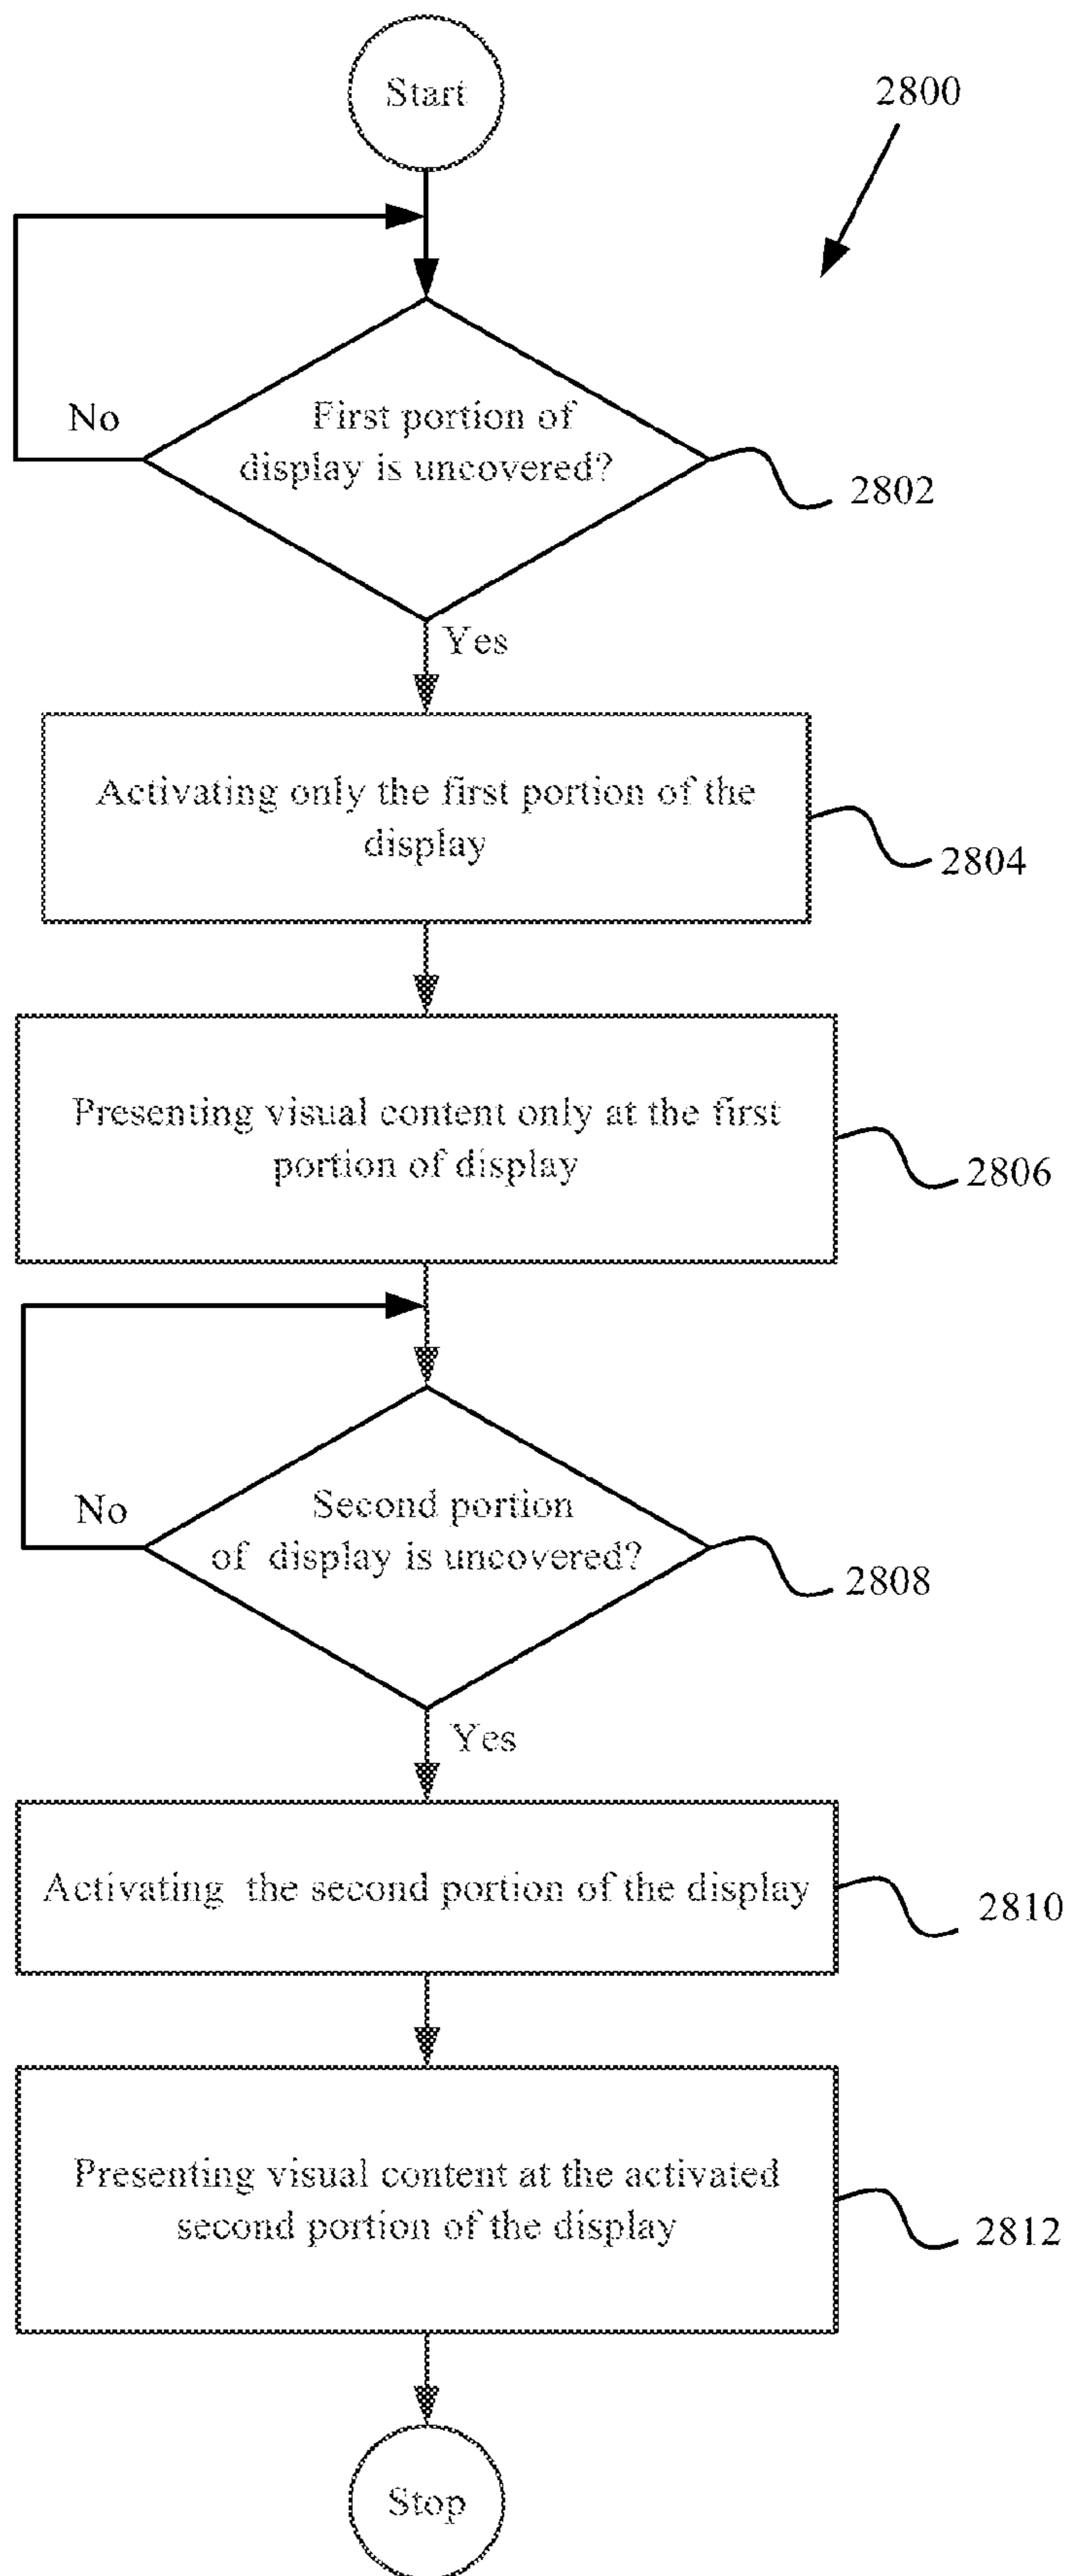 Start
2800
No
First portion of
display is uncovered?
2802
Yes
Activating only the first portion of the
display
2804
Presenting visual content only at the first
portion of display
2806
No
Second portion
of display is uncovered?
2808
Yes
Activating the second portion of the display
2810
Presenting visual content at the activated
second portion of the display
2812
Stop